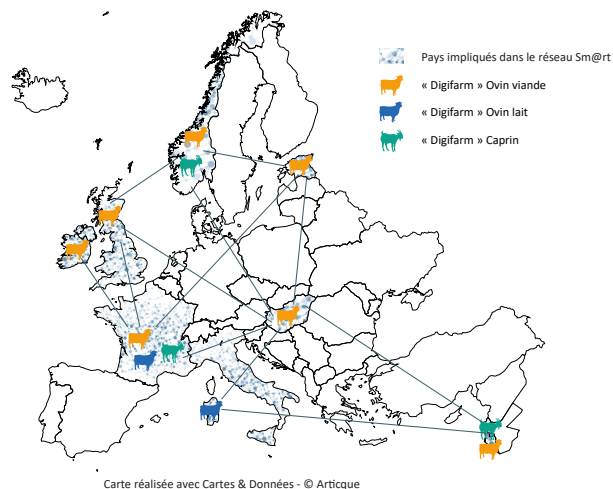 Pays impliqués dans le réseau Sm@rt
« Digifarm » Ovin viande
« Digifarm » Ovin lait
« Digifarm » Caprin
Carte réalisée avec Cartes & Données - © Articque